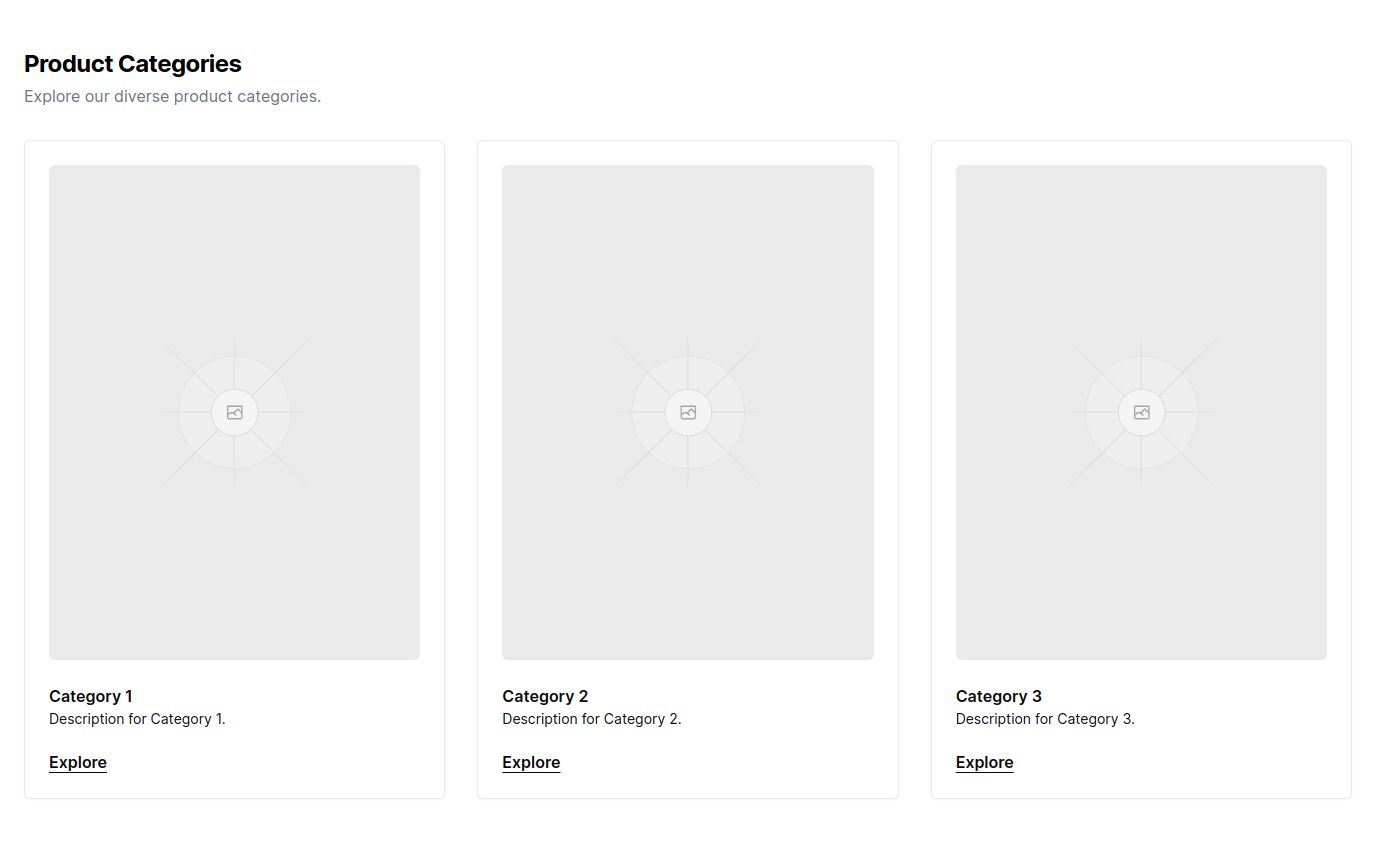 Product Categories
Explore our diverse product categories.
Category 1
Description for Category 1.
Explore
Category 2
Description for Category 2.
Explore
Category 3
Description for Category 3.
Explore